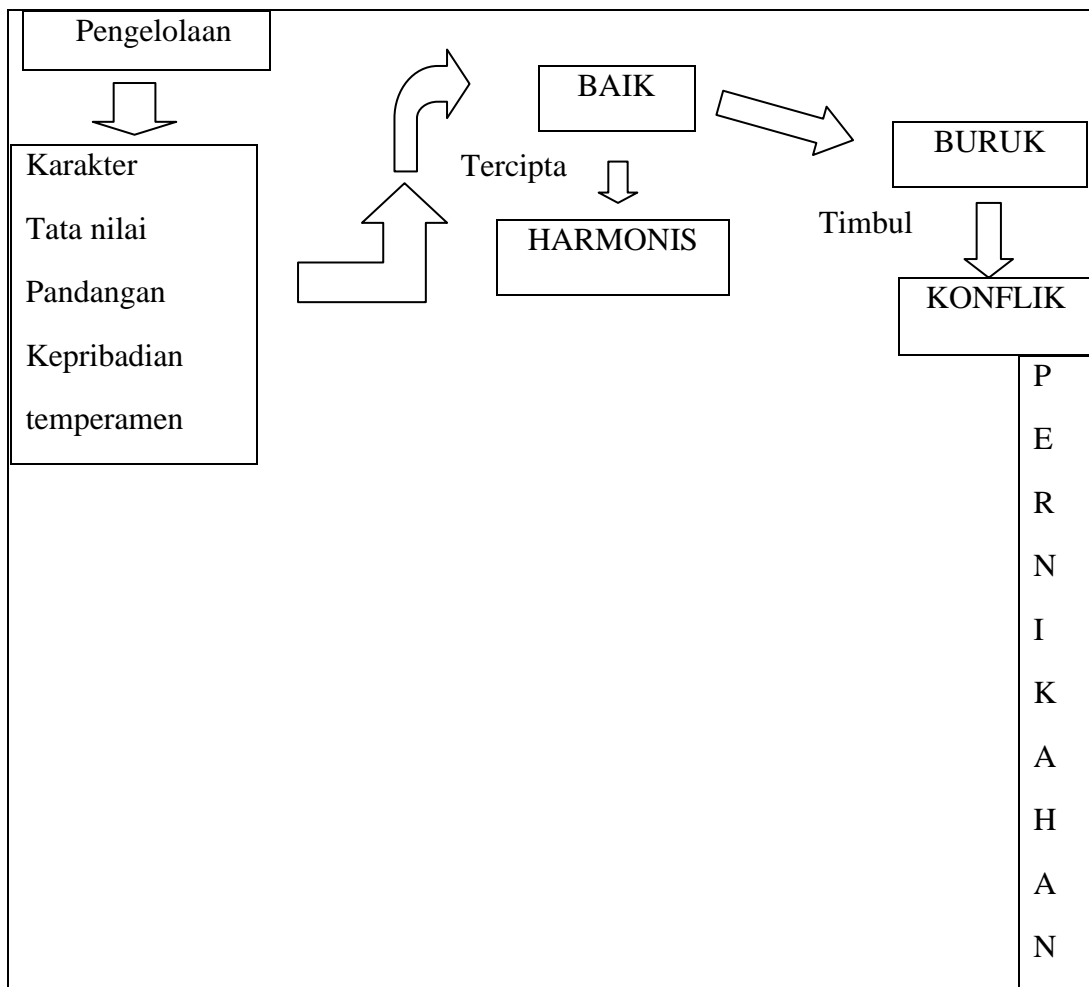 Pengelolaan
Karakter
Tata nilai
Pandangan
Kepribadian
temperamen
BAIK
Tercipta
HARMONIS
BURUK
Timbul
KONFLIK
P
E
R
N
I
K
A
H
A
N